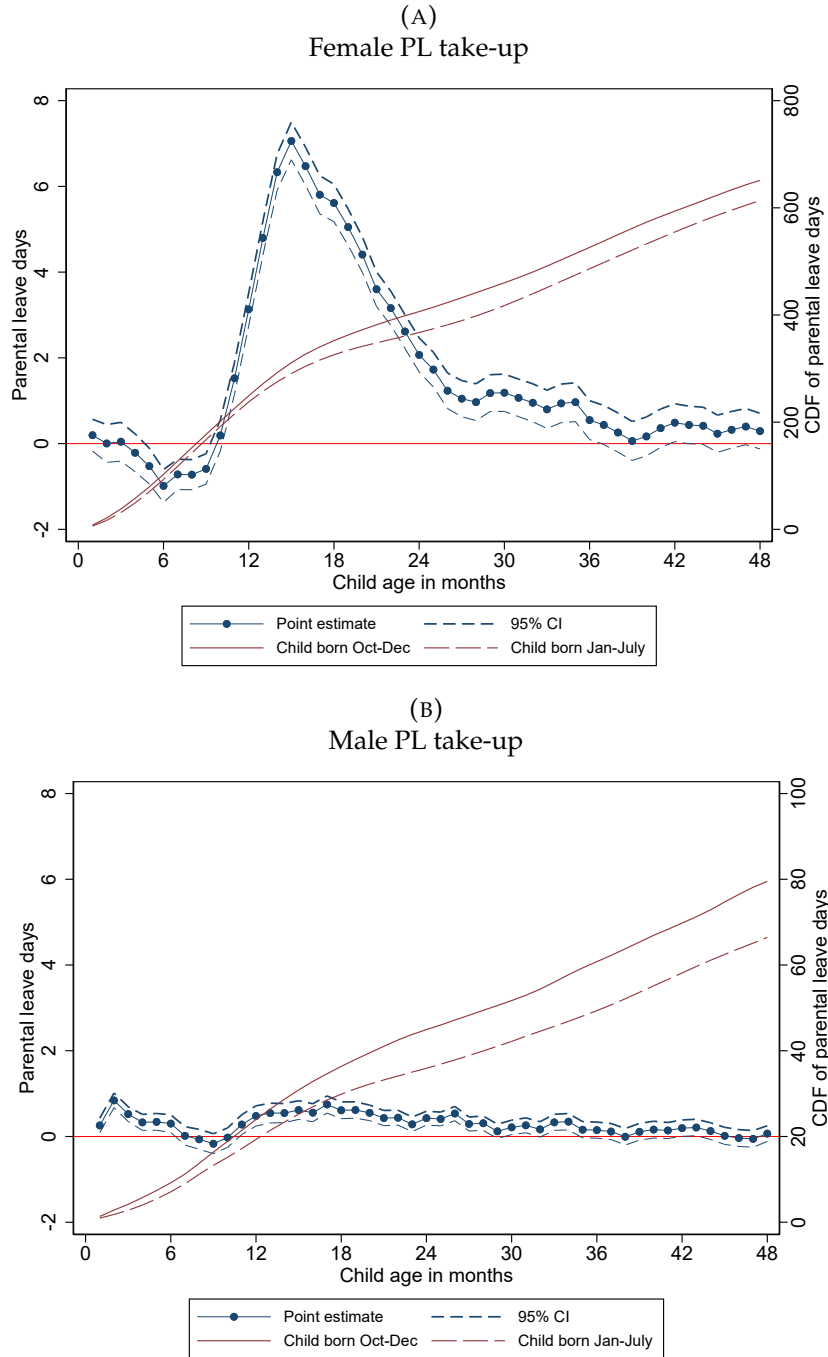 (A)
Female PL take-up
8
6
4
2
0
-2
Parental leave days
800
600
400
200
0
CDF of parental leave days
0 6 12 18 24 30 36 42 48
Child age in months
Point estimate 95% CI
Child born Oct-Dec Child born Jan-July
(B)
Male PL take-up
8
6
4
2
0
-2
Parental leave days
100
80
60
40
20
0
CDF of parental leave days
0 6 12 18 24 30 36 42 48
Child age in months
Point estimate 95% CI
Child born Oct-Dec Child born Jan-July